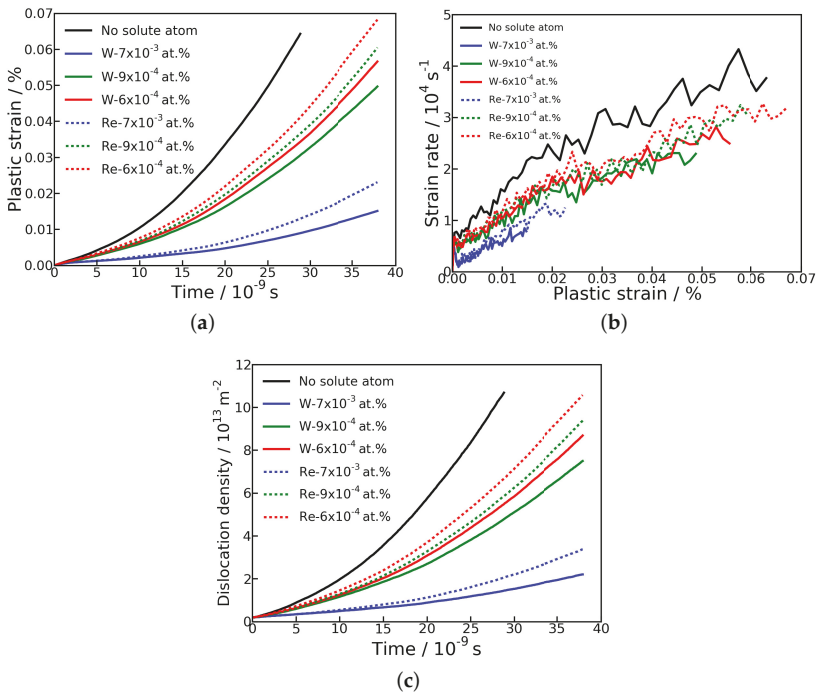 0.07
0.06
0.05
0.04
0.03
0.02
0.01
0.00
Plastic strain / %
No solute atom
W-7x10⁻³ at.%
W-9x10⁻⁴ at.%
W-6x10⁻⁴ at.%
Re-7x10⁻³ at.%
Re-9x10⁻⁴ at.%
Re-6x10⁻⁴ at.%
0 5 10 15 20 25 30 35 40
Time / 10⁻⁹ s
(a)
5
4
3
2
1
0
Strain rate / 10⁴ s⁻¹
No solute atom
W-7x10⁻³ at.%
W-9x10⁻⁴ at.%
W-6x10⁻⁴ at.%
Re-7x10⁻³ at.%
Re-9x10⁻⁴ at.%
Re-6x10⁻⁴ at.%
0.00 0.01 0.02 0.03 0.04 0.05 0.06 0.07
Plastic strain / %
(b)
12
10
8
6
4
2
0
Dislocation density / 10¹³ m⁻²
No solute atom
W-7x10⁻³ at.%
W-9x10⁻⁴ at.%
W-6x10⁻⁴ at.%
Re-7x10⁻³ at.%
Re-9x10⁻⁴ at.%
Re-6x10⁻⁴ at.%
0 5 10 15 20 25 30 35 40
Time / 10⁻⁹ s
(c)